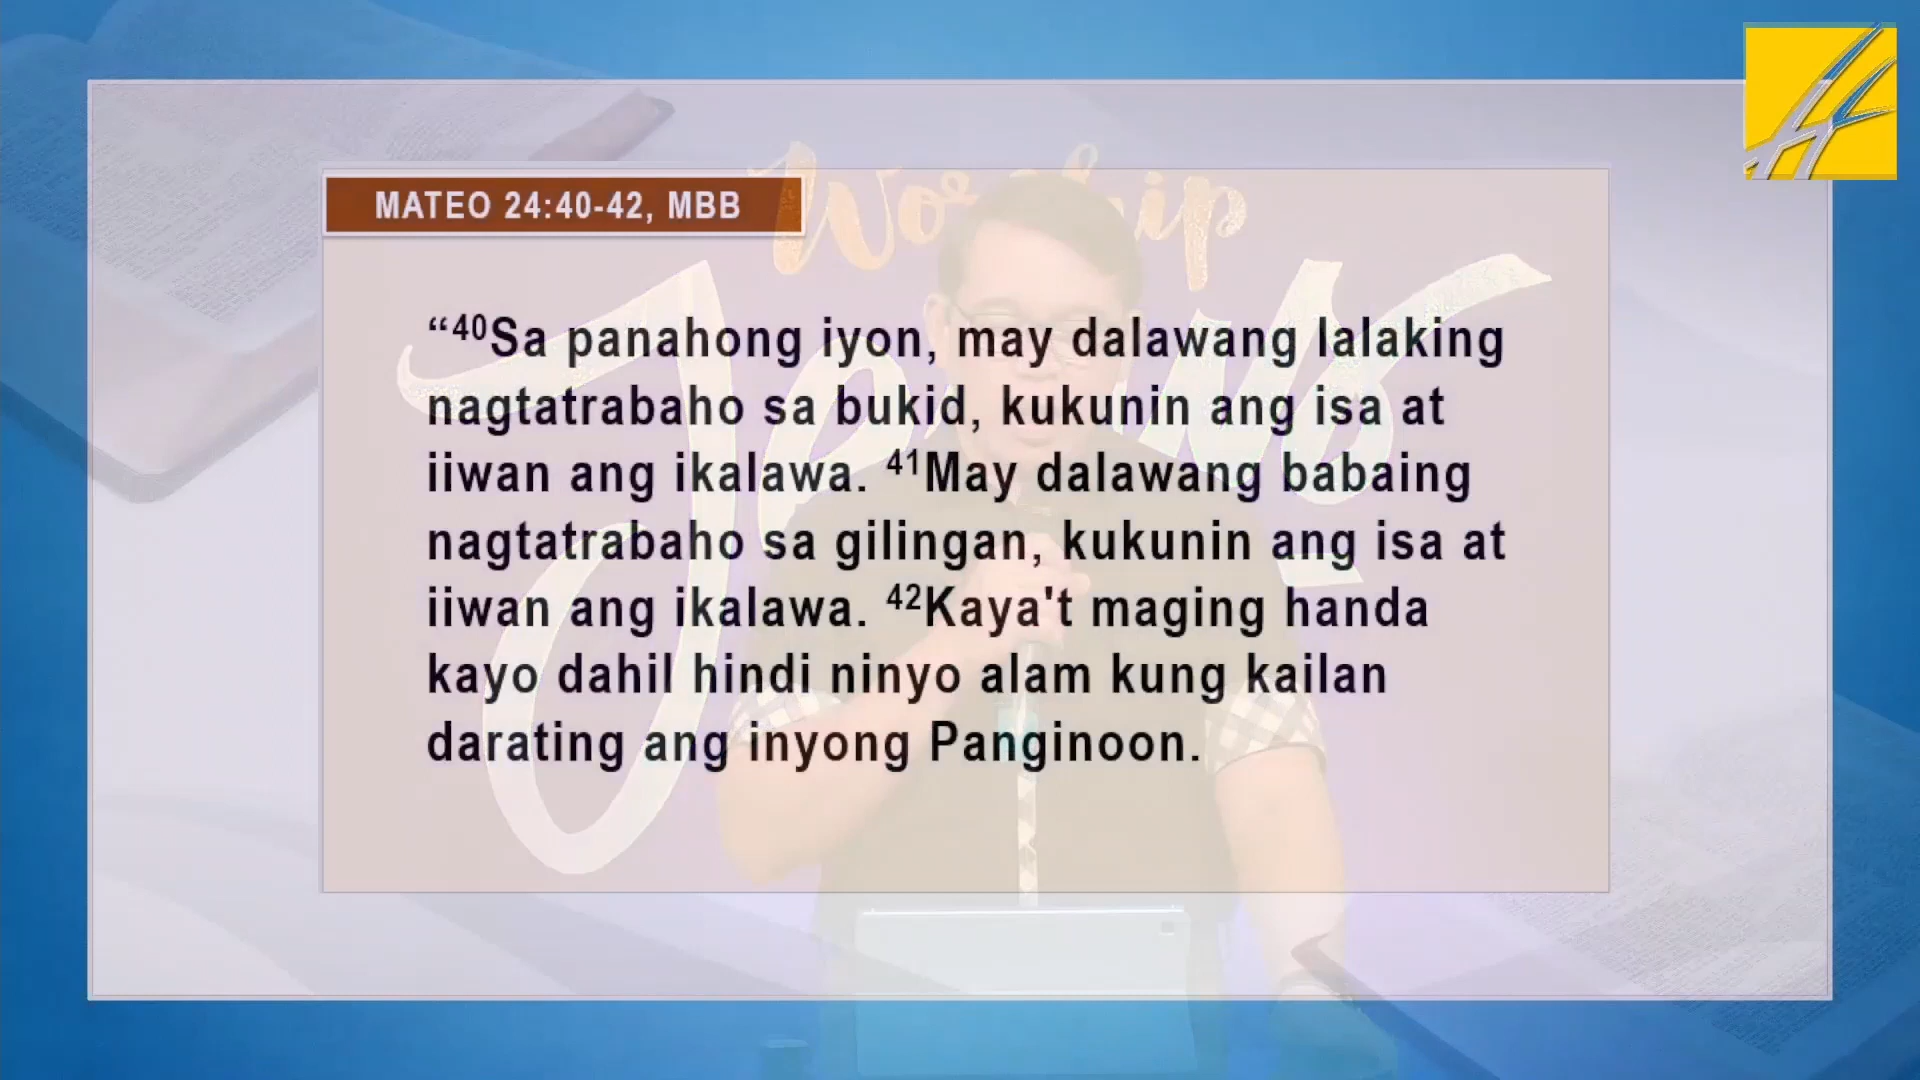 Worship
Jesus
MATEO 24:40-42, MBB
“⁴⁰Sa panahong iyon, may dalawang lalaking
nagtatrabaho sa bukid, kukunin ang isa at
iiwan ang ikalawa. ⁴¹May dalawang babaing
nagtatrabaho sa gilingan, kukunin ang isa at
iiwan ang ikalawa. ⁴²Kaya't maging handa
kayo dahil hindi ninyo alam kung kailan
darating ang inyong Panginoon.